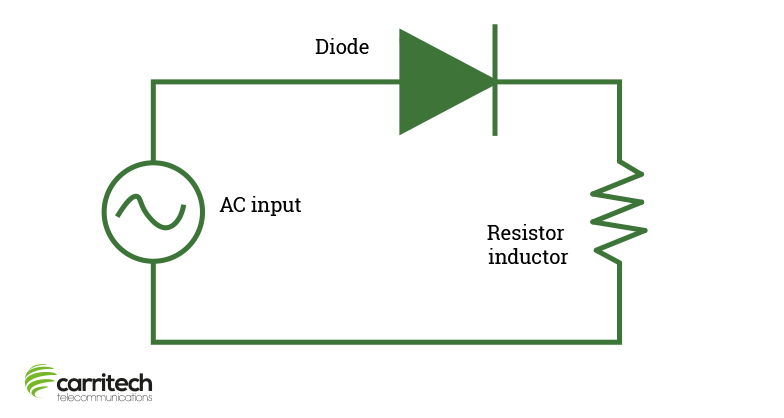 Diode
AC input
Resistor
inductor
carritech
telecommunications